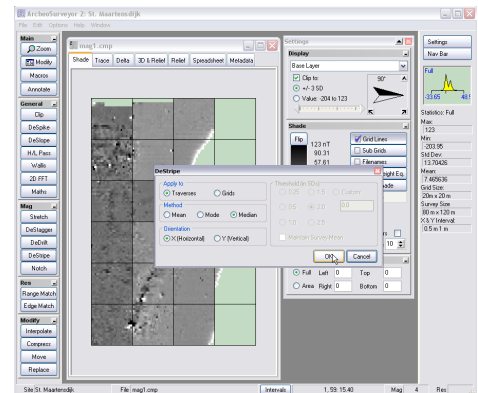 ArcheoSurveyor 2: St. Maartensdijk
File Edit Options Help Window
Main
Zoom
Modify
Macros
Annotate
General
Clip
DeSpike
DeSlope
H/L Pass
Wallis
2D FFT
Maths
Mag
Stretch
DeStagger
DeDrift
DeStripe
Notch
Res
Range Match
Edge Match
Modify
Interpolate
Compress
Move
Replace
mag1.cmp
Shade Trace Delta 3D & Relief Relief Spreadsheet Metadata
Settings
Display
Base Layer
Clip to:
+/- 3 SD
Value: -204 to 123
90°
Shade
Flip
123 nT
90.31
57.61
Grid Lines
Sub Grids
Filenames
DeStripe
Apply to
Traverses Grids
Method
Mean Mode Median
Orientation
X (Horizontal) Y (Vertical)
Threshold (in SDs)
0.25 1.5 Custom
0.5 2.0
1.0 2.5
Maintain Survey Mean
OK Cancel
10
Full Left 0 Top 0
Area Right 0 Bottom 0
Settings
Nav Bar
Full
-33.65 48.5
Statistics: Full
Max:
123
Min:
-203.95
Std Dev:
13.70426
Mean:
7.465636
Grid Size:
20m x 20 m
Survey Size
80 m x 120 m
X & Y Interval:
0.5 m 1 m
Site St. Maartensdijk File mag1.cmp Intervals 1, 59: 15.40 Mag 4 Res